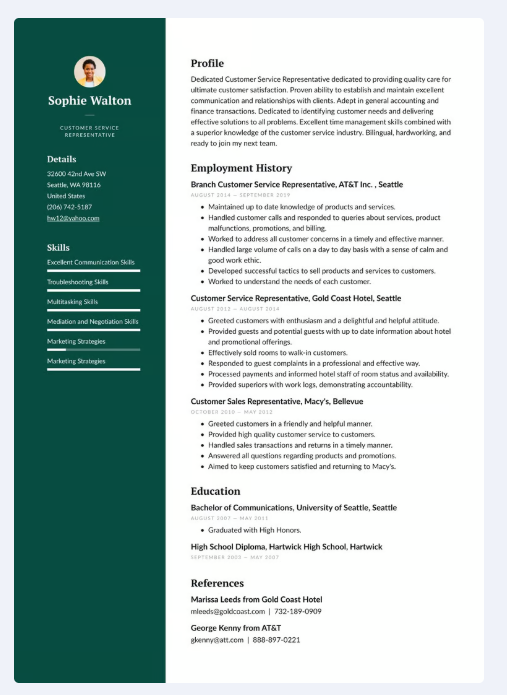 Sophie Walton
CUSTOMER SERVICE
REPRESENTATIVE
Details
32600 42nd Ave SW
Seattle, WA 98116
United States
(206) 742-5187
hw12@yahoo.com
Skills
Excellent Communication Skills
Troubleshooting Skills
Multitasking Skills
Mediation and Negotiation Skills
Marketing Strategies
Marketing Strategies
Profile
Dedicated Customer Service Representative dedicated to providing quality care for
ultimate customer satisfaction. Proven ability to establish and maintain excellent
communication and relationships with clients. Adept in general accounting and
finance transactions. Dedicated to identifying customer needs and delivering
effective solutions to all problems. Excellent time management skills combined with
a superior knowledge of the customer service industry. Bilingual, hardworking, and
ready to join my next team.
Employment History
Branch Customer Service Representative, AT&T Inc. , Seattle
AUGUST 2014 — SEPTEMBER 2019
• Maintained up to date knowledge of products and services.
• Handled customer calls and responded to queries about services, product
malfunctions, promotions, and billing.
• Worked to address all customer concerns in a timely and effective manner.
• Handled large volume of calls on a day to day basis with a sense of calm and
good work ethic.
• Developed successful tactics to sell products and services to customers.
• Worked to understand the needs of each customer.
Customer Service Representative, Gold Coast Hotel, Seattle
AUGUST 2012 — AUGUST 2014
• Greeted customers with enthusiasm and a delightful and helpful attitude.
• Provided guests and potential guests with up to date information about hotel
and promotional offerings.
• Effectively sold rooms to walk-in customers.
• Responded to guest complaints in a professional and effective way.
• Processed payments and informed hotel staff of room status and availability.
• Provided superiors with work logs, demonstrating accountability.
Customer Sales Representative, Macy's, Bellevue
OCTOBER 2010 — MAY 2012
• Greeted customers in a friendly and helpful manner.
• Provided high quality customer service to customers.
• Handled sales transactions and returns in a timely manner.
• Answered all questions regarding products and promotions.
• Aimed to keep customers satisfied and returning to Macy's.
Education
Bachelor of Communications, University of Seattle, Seattle
AUGUST 2007 — MAY 2011
• Graduated with High Honors.
High School Diploma, Hartwick High School, Hartwick
SEPTEMBER 2003 — MAY 2007
References
Marissa Leeds from Gold Coast Hotel
mleeds@goldcoast.com | 732-189-0909
George Kenny from AT&T
gkenny@att.com | 888-897-0221